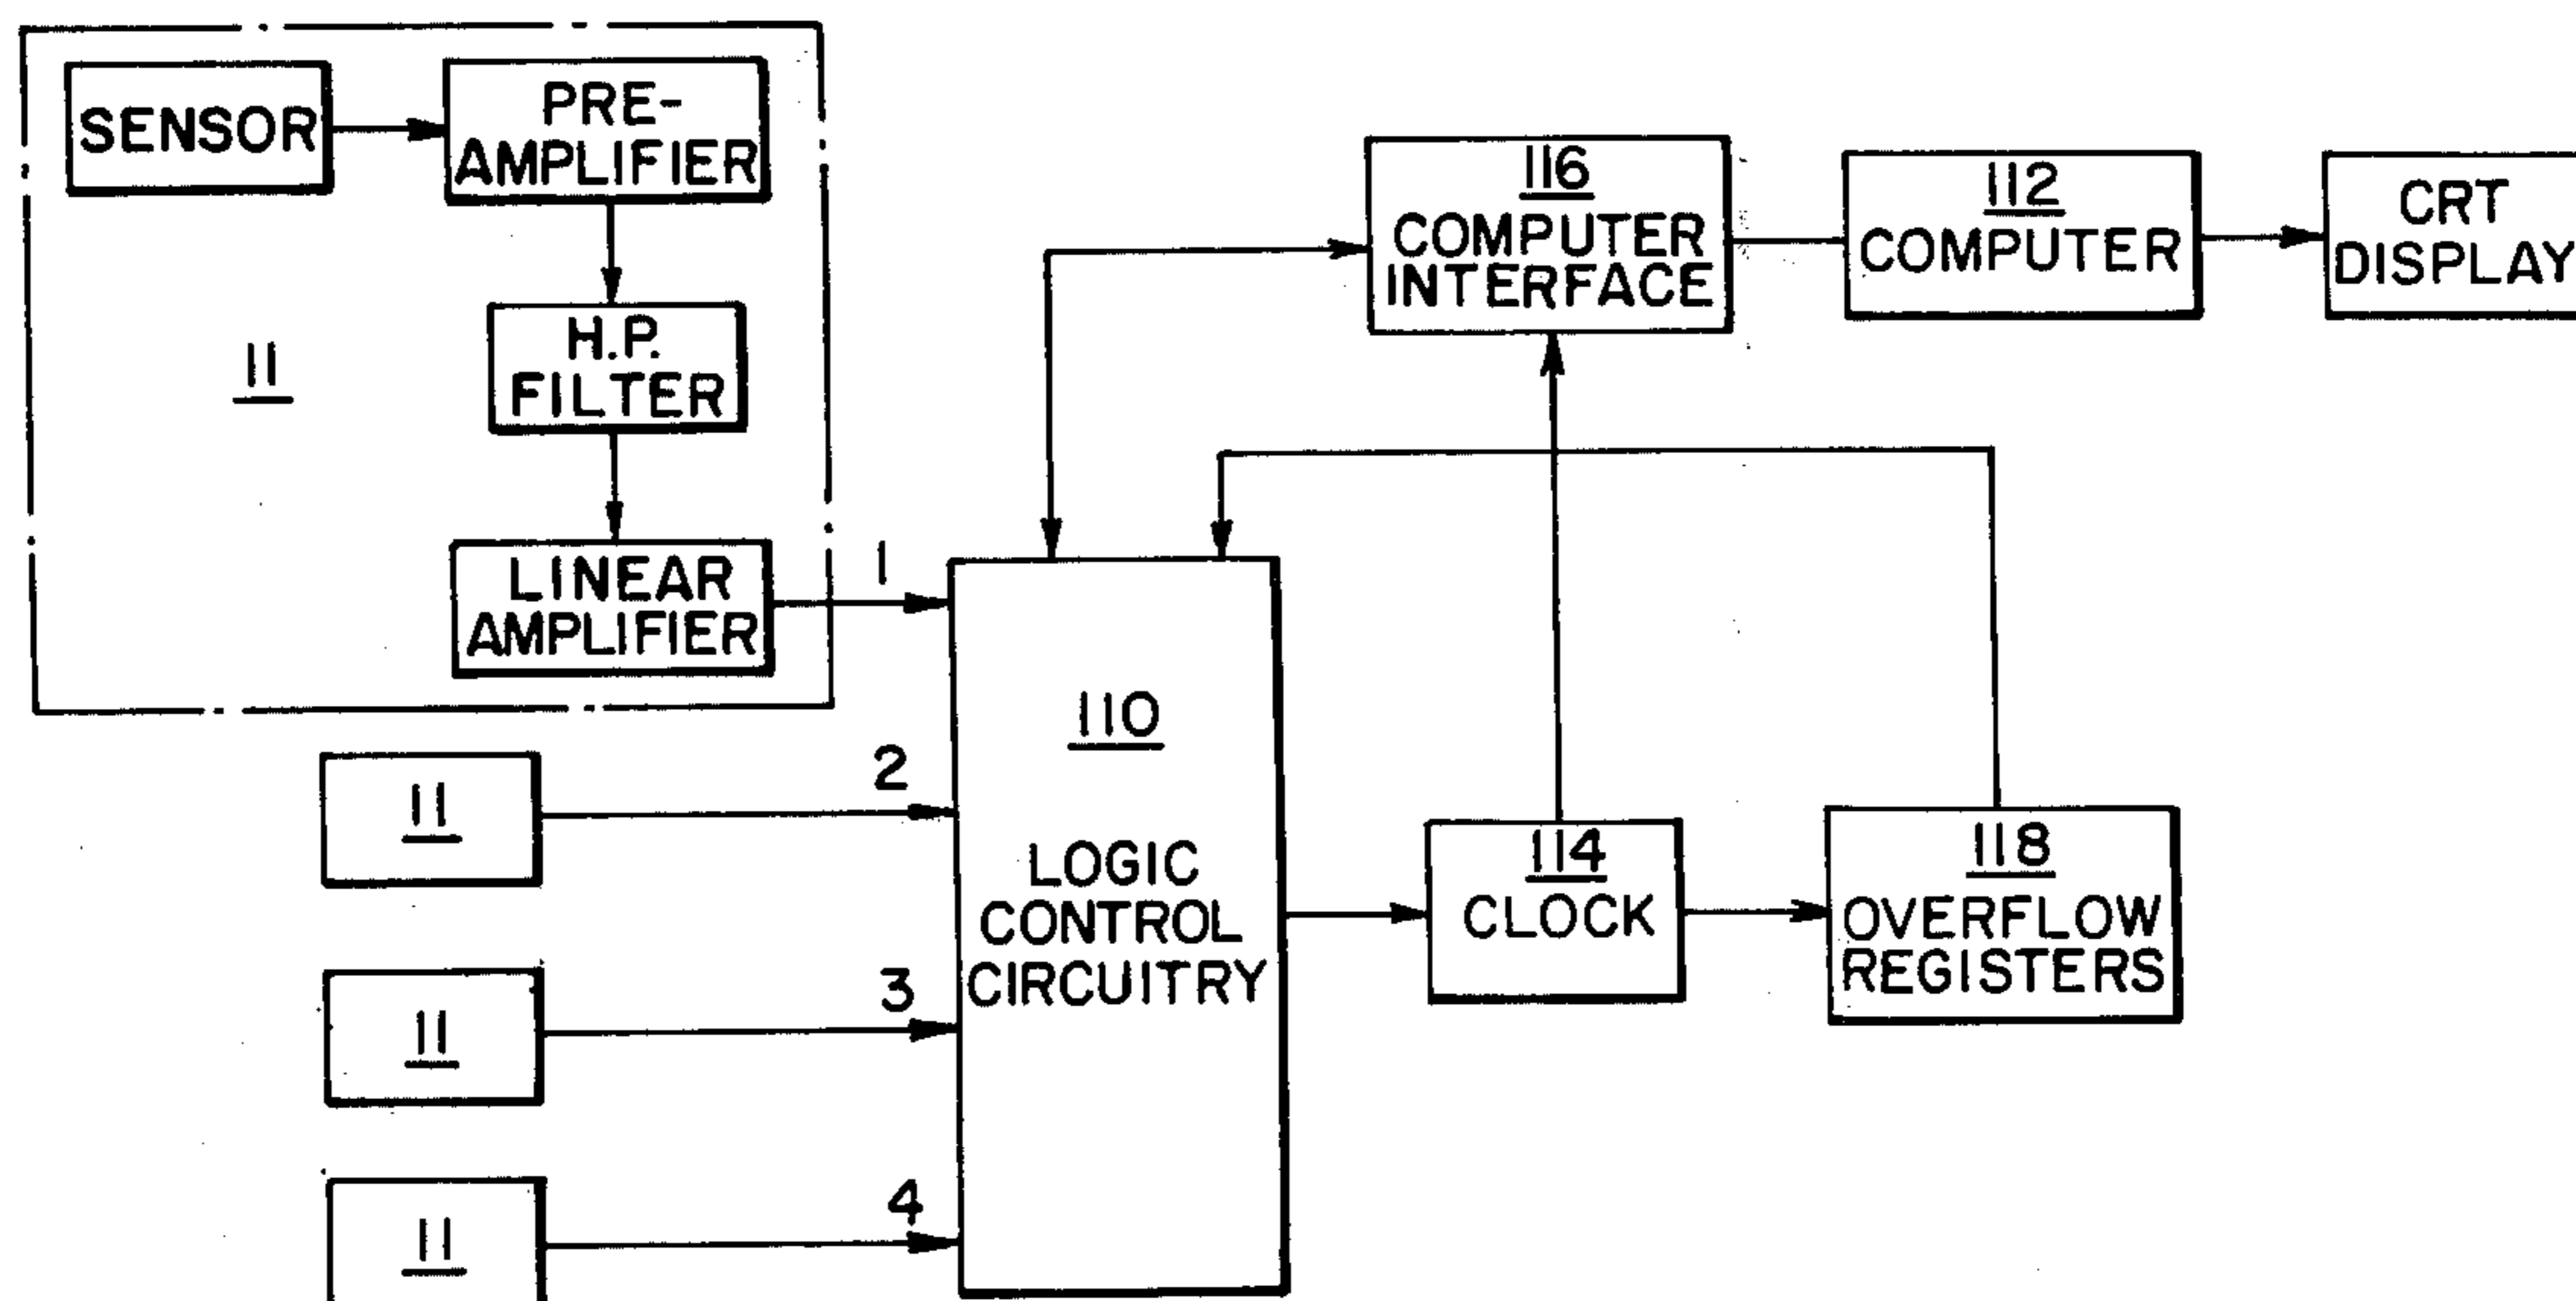 SENSOR
PRE-
AMPLIFIER
H.P.
FILTER
11
LINEAR
AMPLIFIER
1
116
COMPUTER
INTERFACE
112
COMPUTER
CRT
DISPLAY
110
LOGIC
CONTROL
CIRCUITRY
2
11
3
11
4
11
114
CLOCK
118
OVERFLOW
REGISTERS